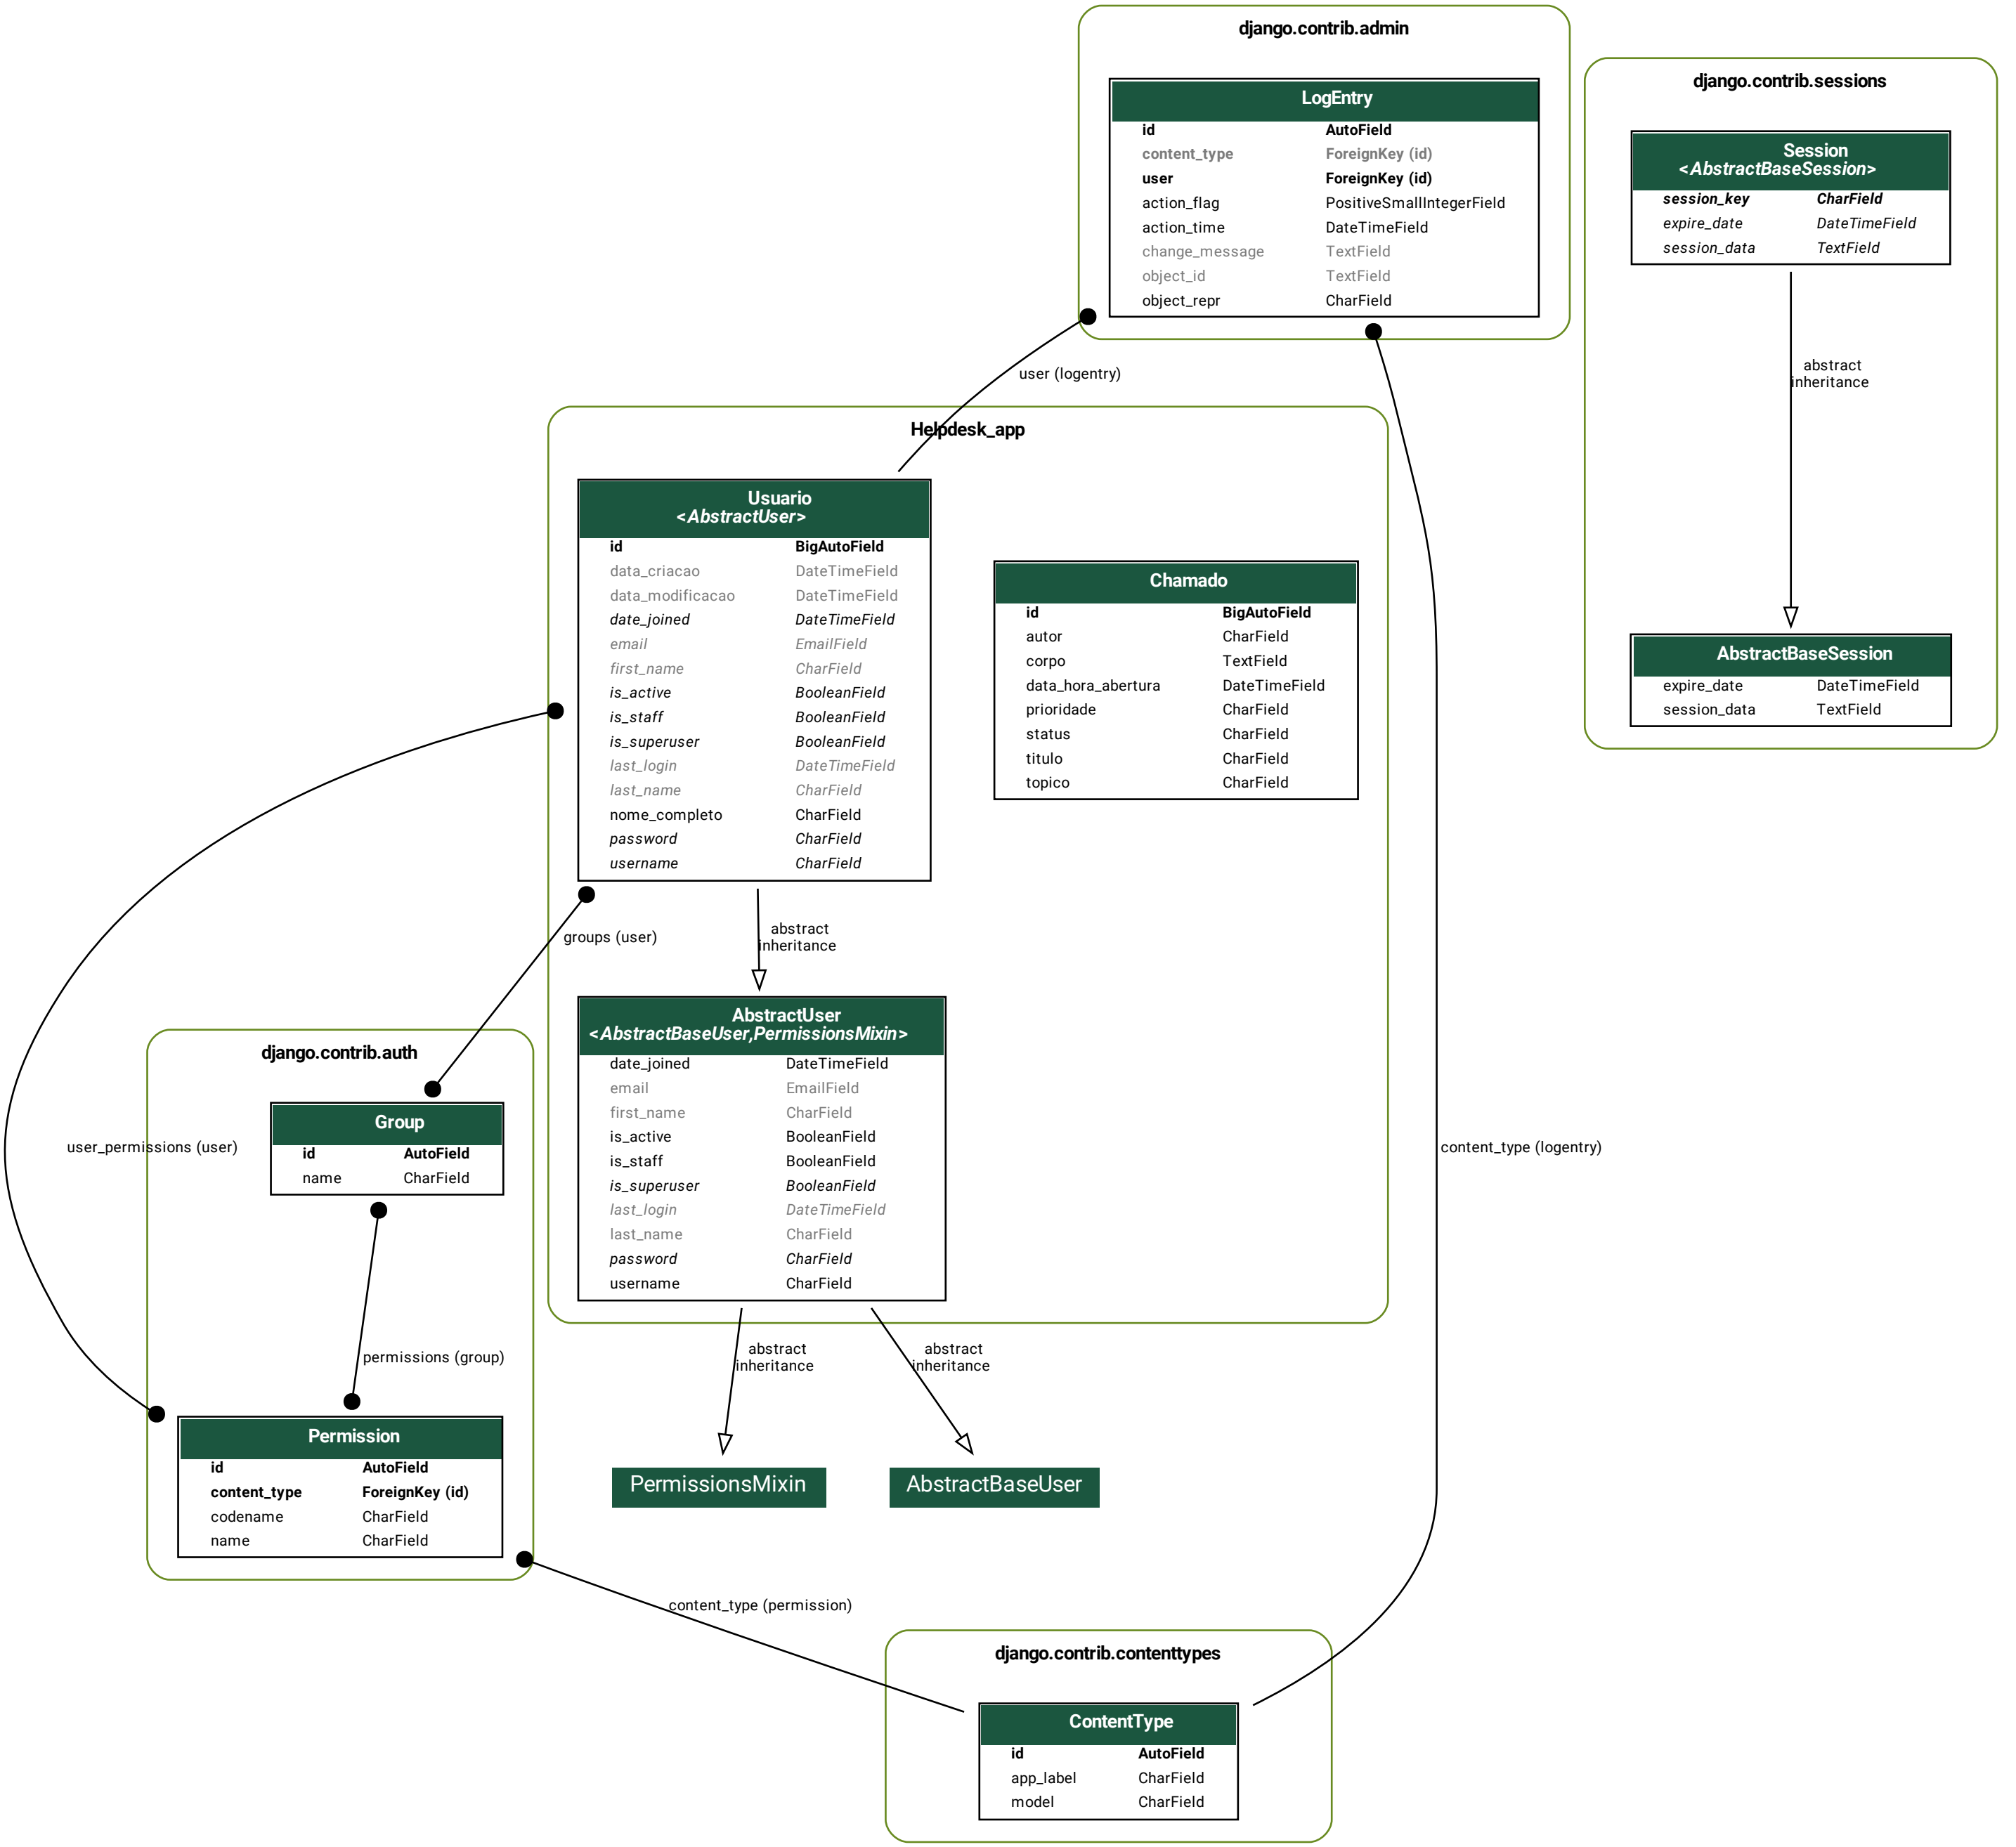 django.contrib.admin
LogEntry
id AutoField
content_type ForeignKey (id)
user ForeignKey (id)
action_flag PositiveSmallIntegerField
action_time DateTimeField
change_message TextField
object_id TextField
object_repr CharField
django.contrib.sessions
Session
<AbstractBaseSession>
session_key CharField
expire_date DateTimeField
session_data TextField
abstract
inheritance
AbstractBaseSession
expire_date DateTimeField
session_data TextField
user (logentry)
Helpdesk_app
Usuario
<AbstractUser>
id BigAutoField
data_criacao DateTimeField
data_modificacao DateTimeField
date_joined DateTimeField
email EmailField
first_name CharField
is_active BooleanField
is_staff BooleanField
is_superuser BooleanField
last_login DateTimeField
last_name CharField
nome_completo CharField
password CharField
username CharField
Chamado
id BigAutoField
autor CharField
corpo TextField
data_hora_abertura DateTimeField
prioridade CharField
status CharField
titulo CharField
topico CharField
groups (user)
abstract
inheritance
AbstractUser
<AbstractBaseUser,PermissionsMixin>
date_joined DateTimeField
email EmailField
first_name CharField
is_active BooleanField
is_staff BooleanField
is_superuser BooleanField
last_login DateTimeField
last_name CharField
password CharField
username CharField
django.contrib.auth
Group
id AutoField
name CharField
user_permissions (user)
content_type (logentry)
permissions (group)
abstract
inheritance
abstract
inheritance
Permission
id AutoField
content_type ForeignKey (id)
codename CharField
name CharField
PermissionsMixin
AbstractBaseUser
content_type (permission)
django.contrib.contenttypes
ContentType
id AutoField
app_label CharField
model CharField